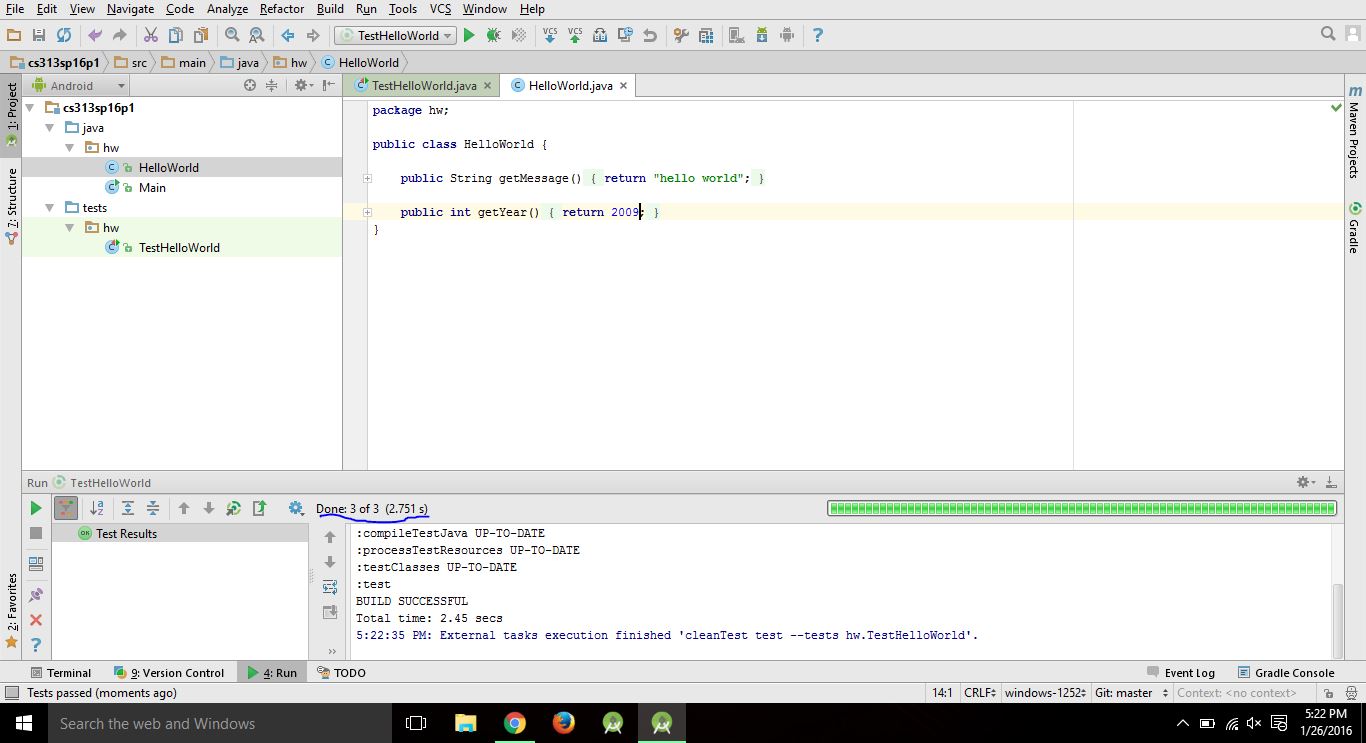 File Edit View Navigate Code Analyze Refactor Build Run Tools VCS Window Help
TestHelloWorld VCS VCS ?
cs313sp16p1 src main java hw HelloWorld
1: Project
7: Structure
2: Favorites
Android
cs313sp16p1
java
hw
HelloWorld
Main
tests
hw
TestHelloWorld
TestHelloWorld.java HelloWorld.java
package hw;
public class HelloWorld {
public String getMessage() { return "hello world"; }
public int getYear() { return 2009; }
}
Maven Projects
Gradle
Run TestHelloWorld
Done: 3 of 3 (2.751 s)
OK Test Results
:compileTestJava UP-TO-DATE
:processTestResources UP-TO-DATE
:testClasses UP-TO-DATE
:test
BUILD SUCCESSFUL
Total time: 2.45 secs
5:22:35 PM: External tasks execution finished 'cleanTest test --tests hw.TestHelloWorld'.
Terminal 9: Version Control 4: Run TODO Event Log Gradle Console
Tests passed (moments ago) 14:1 CRLF windows-1252 Git: master Context: <no context>
Search the web and Windows 5:22 PM
1/26/2016